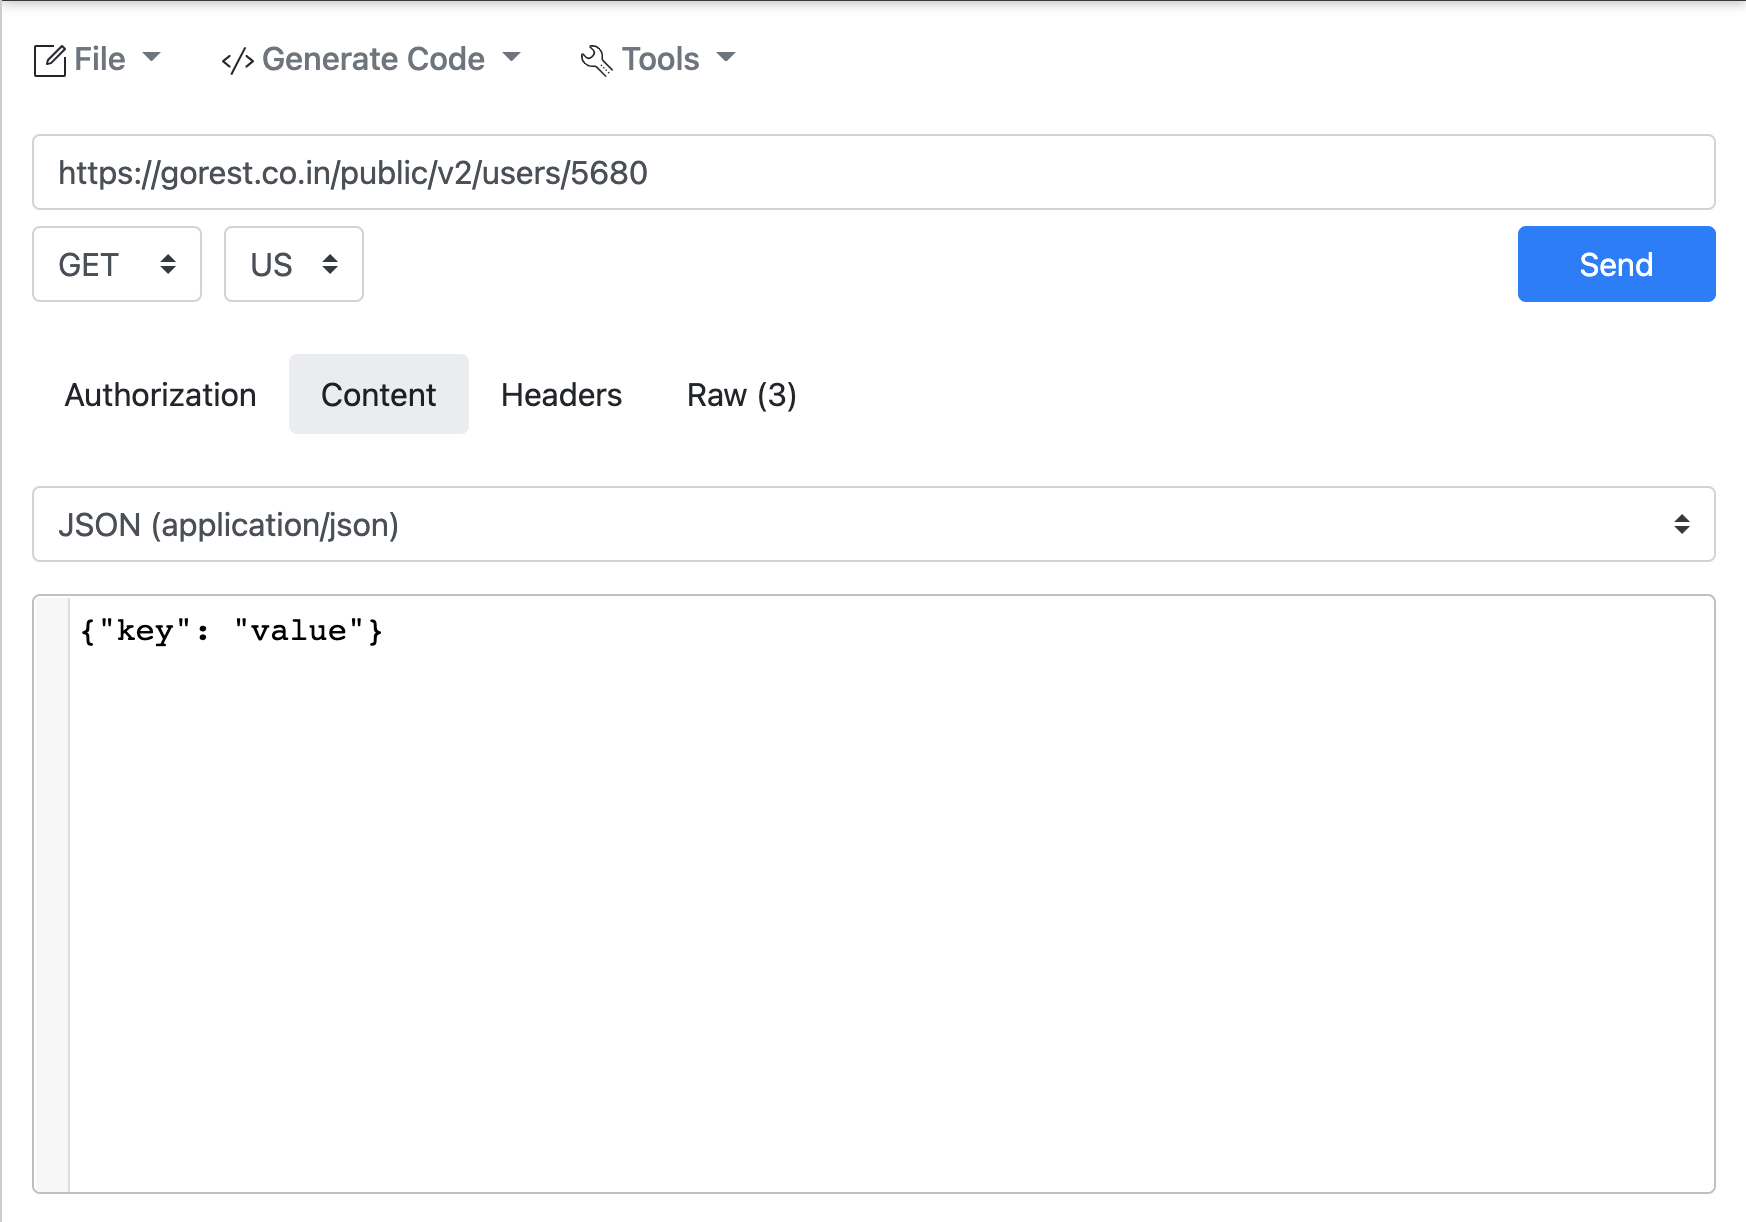 File </> Generate Code Tools
https://gorest.co.in/public/v2/users/5680
GET US Send
Authorization Content Headers Raw (3)
JSON (application/json)
{"key": "value"}